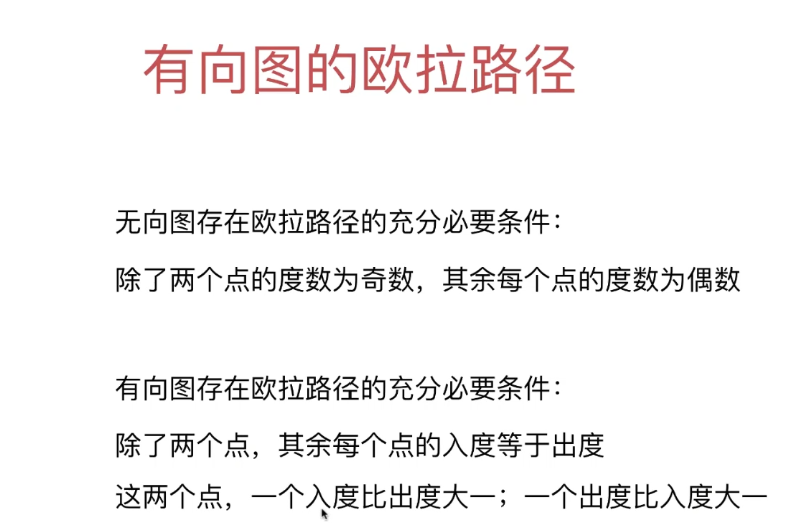 有向图的欧拉路径
无向图存在欧拉路径的充分必要条件：
除了两个点的度数为奇数，其余每个点的度数为偶数
有向图存在欧拉路径的充分必要条件：
除了两个点，其余每个点的入度等于出度
这两个点，一个入度比出度大一；一个出度比入度大一